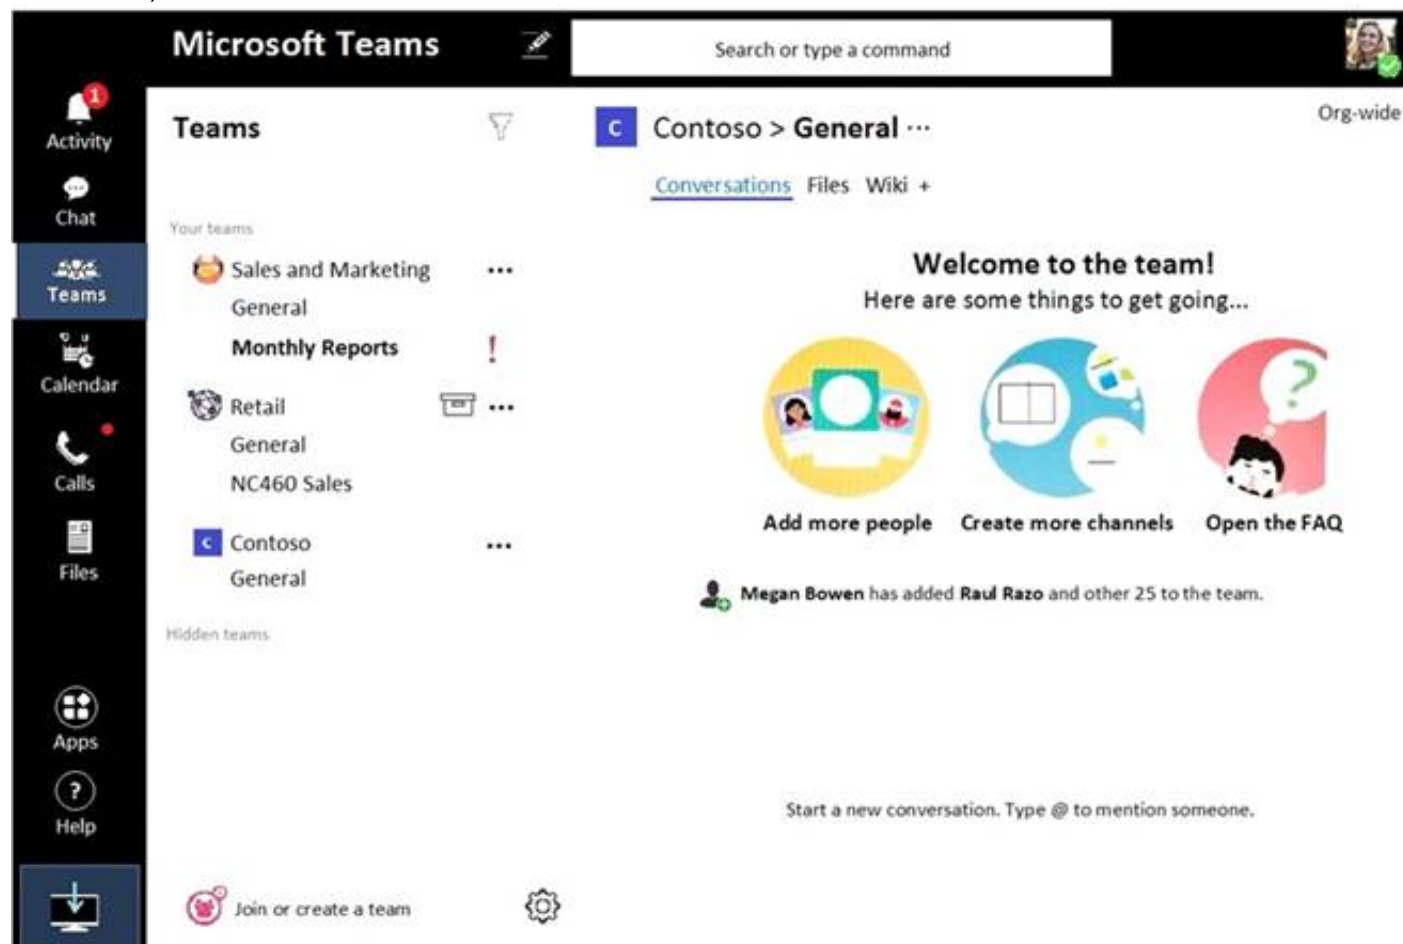 Microsoft Teams
Search or type a command
1
Activity
Chat
Teams
Calendar
Calls
Files
Apps
?
Help
Teams
Your teams
Sales and Marketing ...
General
Monthly Reports !
Retail ...
General
NC460 Sales
C Contoso ...
General
Hidden teams
Join or create a team
C Contoso > General ...
Org-wide
Conversations Files Wiki +
Welcome to the team!
Here are some things to get going...
?
Add more people Create more channels Open the FAQ
Megan Bowen has added Raul Razo and other 25 to the team.
Start a new conversation. Type @ to mention someone.